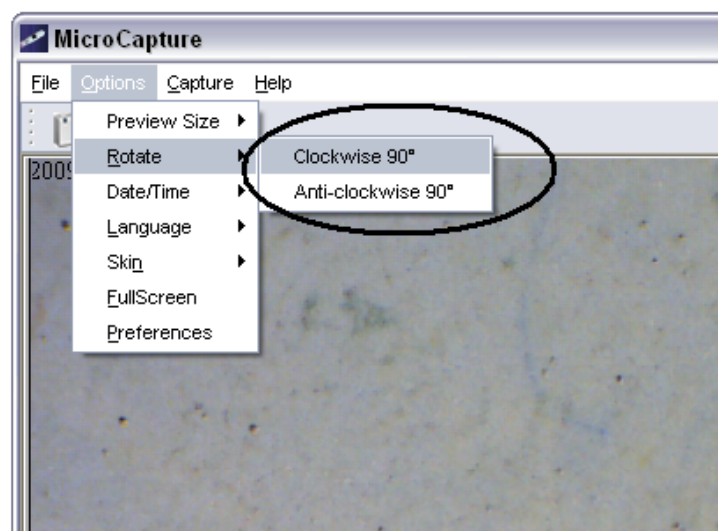 MicroCapture
File Options Capture Help
Preview Size
Rotate
Clockwise 90°
2009
Date/Time
Anti-clockwise 90°
Language
Skin
FullScreen
Preferences